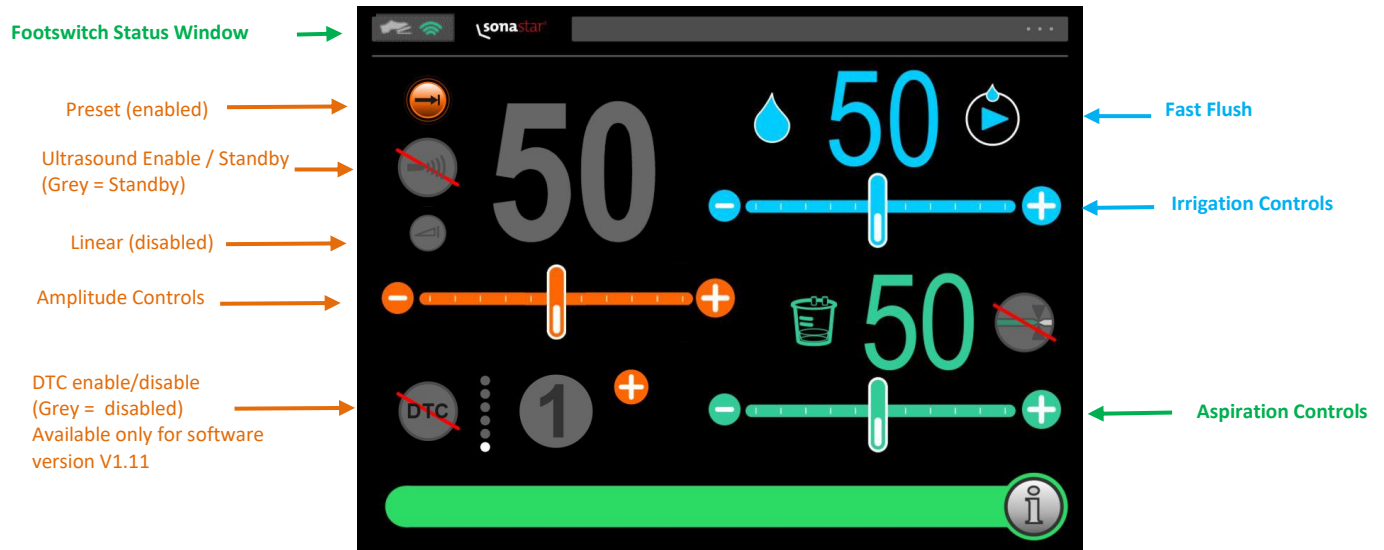 Footswitch Status Window
sonastar
Preset (enabled)
50
50
Fast Flush
Ultrasound Enable / Standby
(Grey = Standby)
Irrigation Controls
Linear (disabled)
Amplitude Controls
50
DTC enable/disable
(Grey = disabled)
Available only for software
version V1.11
DTC
1
Aspiration Controls
i